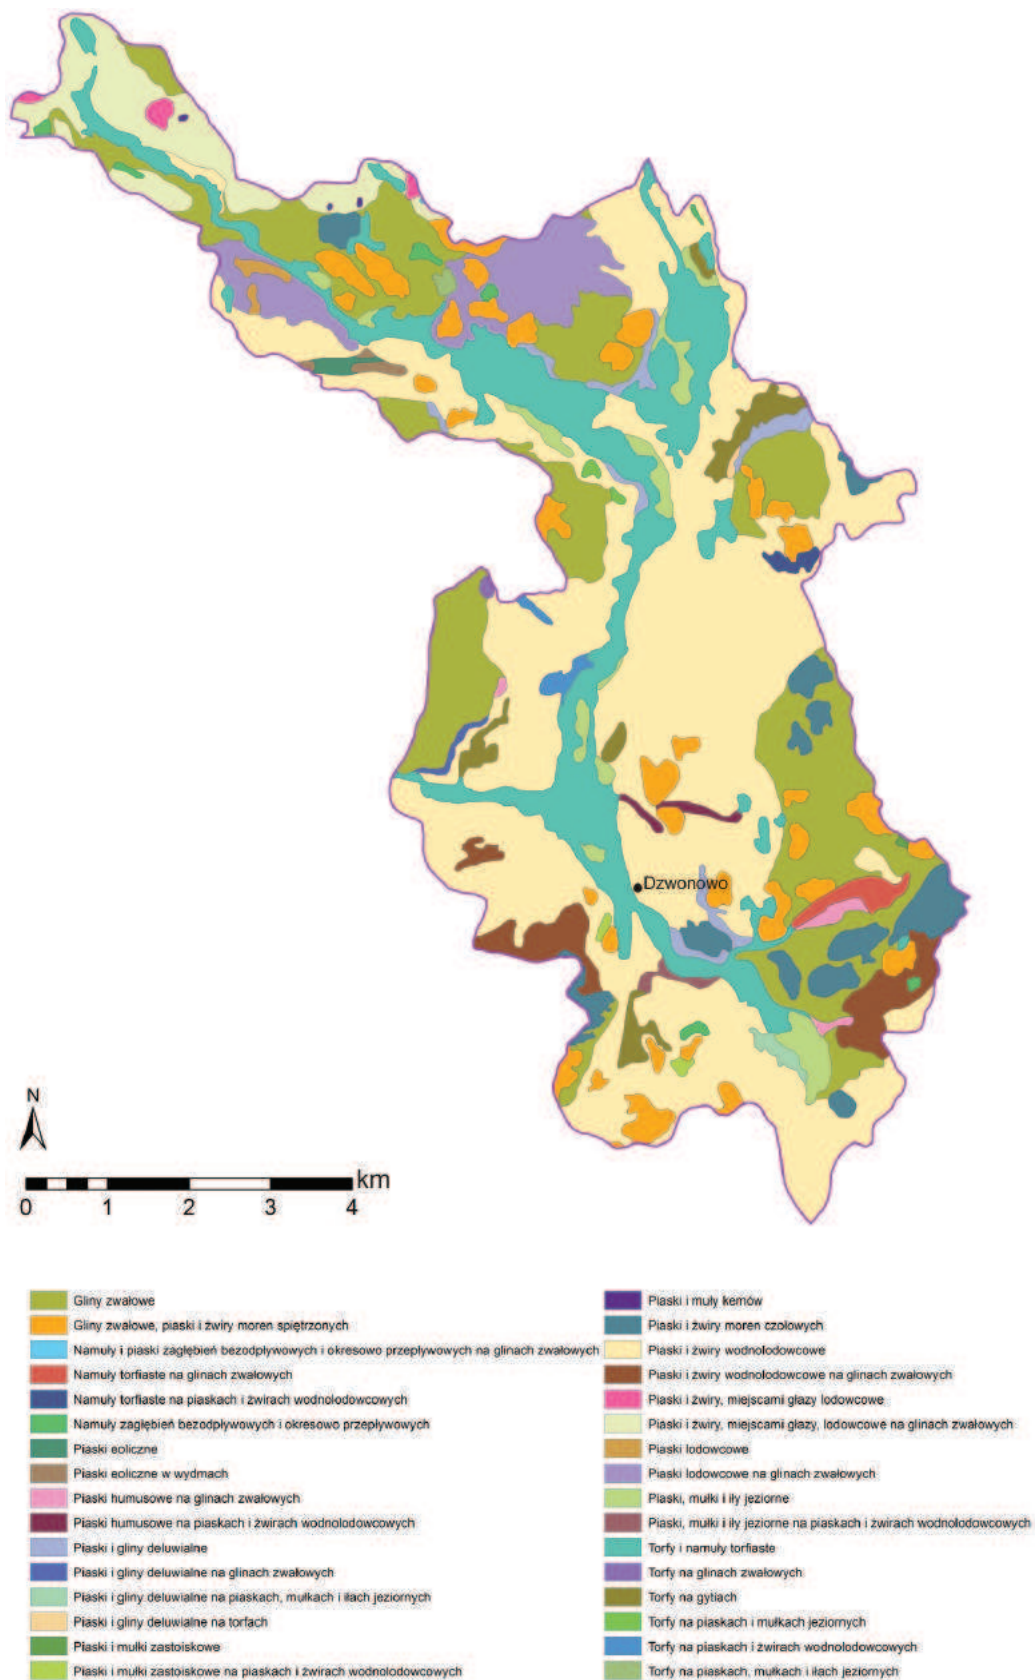 Dzwonowo
N
km
0 1 2 3 4
Gliny zwałowe
Gliny zwałowe, piaski i żwiry moren spiętrzonych
Namuły i piaski zagłębień bezodpływowych i okresowo przepływowych na glinach zwałowych
Namuły torfiaste na glinach zwałowych
Namuły torfiaste na piaskach i żwirach wodnolodowcowych
Namuły zagłębień bezodpływowych i okresowo przepływowych
Piaski eoliczne
Piaski eoliczne w wydmach
Piaski humusowe na glinach zwałowych
Piaski humusowe na piaskach i żwirach wodnolodowcowych
Piaski i gliny deluwialne
Piaski i gliny deluwialne na glinach zwałowych
Piaski i gliny deluwialne na piaskach, mułkach i iłach jeziornych
Piaski i gliny deluwialne na torfach
Piaski i mułki zastoiskowe
Piaski i mułki zastoiskowe na piaskach i żwirach wodnolodowcowych
Piaski i muły kemów
Piaski i żwiry moren czołowych
Piaski i żwiry wodnolodowcowe
Piaski i żwiry wodnolodowcowe na glinach zwałowych
Piaski i żwiry, miejscami głazy lodowcowe
Piaski i żwiry, miejscami głazy, lodowcowe na glinach zwałowych
Piaski lodowcowe
Piaski lodowcowe na glinach zwałowych
Piaski, mułki i iły jeziorne
Piaski, mułki i iły jeziorne na piaskach i żwirach wodnolodowcowych
Torfy i namuły torfiaste
Torfy na glinach zwałowych
Torfy na gytiach
Torfy na piaskach i mułkach jeziornych
Torfy na piaskach i żwirach wodnolodowcowych
Torfy na piaskach, mułkach i iłach jeziornych